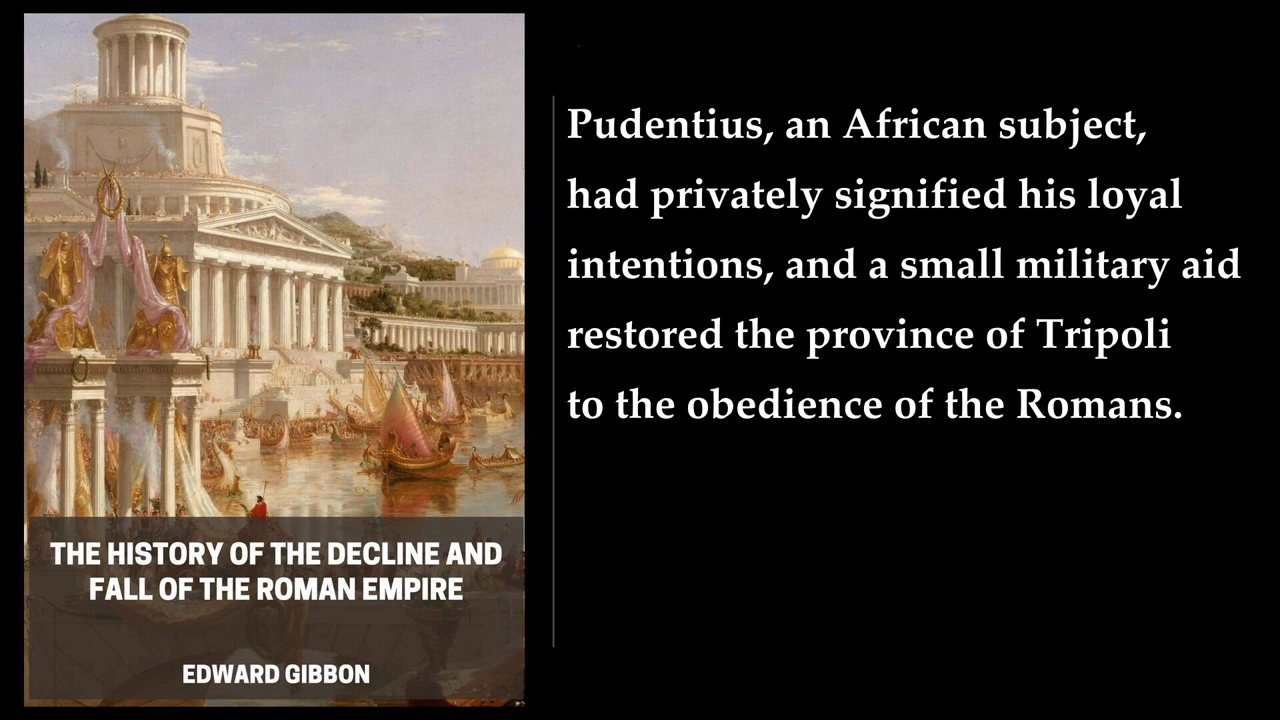 THE HISTORY OF THE DECLINE AND
FALL OF THE ROMAN EMPIRE
EDWARD GIBBON
Pudentius, an African subject,
had privately signified his loyal
intentions, and a small military aid
restored the province of Tripoli
to the obedience of the Romans.